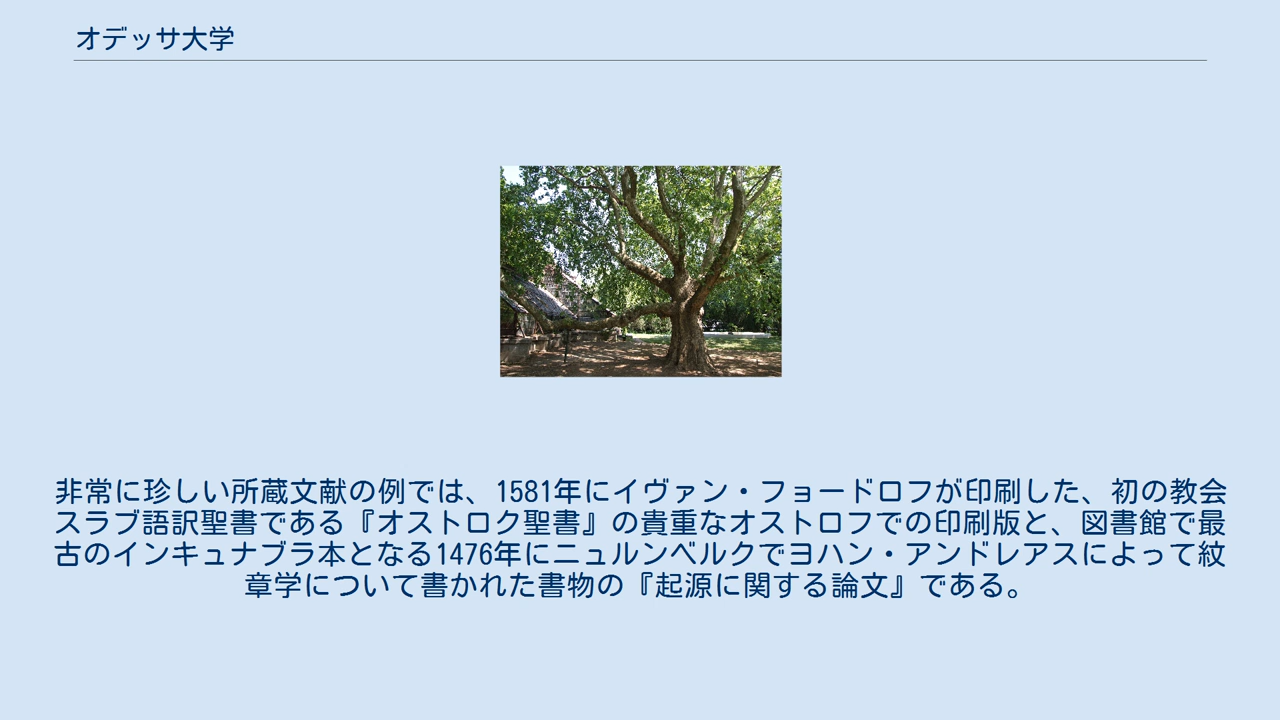 オデッサ大学
非常に珍しい所蔵文献の例では、1581年にイヴァン・フョードロフが印刷した、初の教会
スラブ語訳聖書である『オストロク聖書』の貴重なオストロフでの印刷版と、図書館で最
古のインキュナブラ本となる1476年にニュルンベルクでヨハン・アンドレアスによって紋
章学について書かれた書物の『起源に関する論文』である。